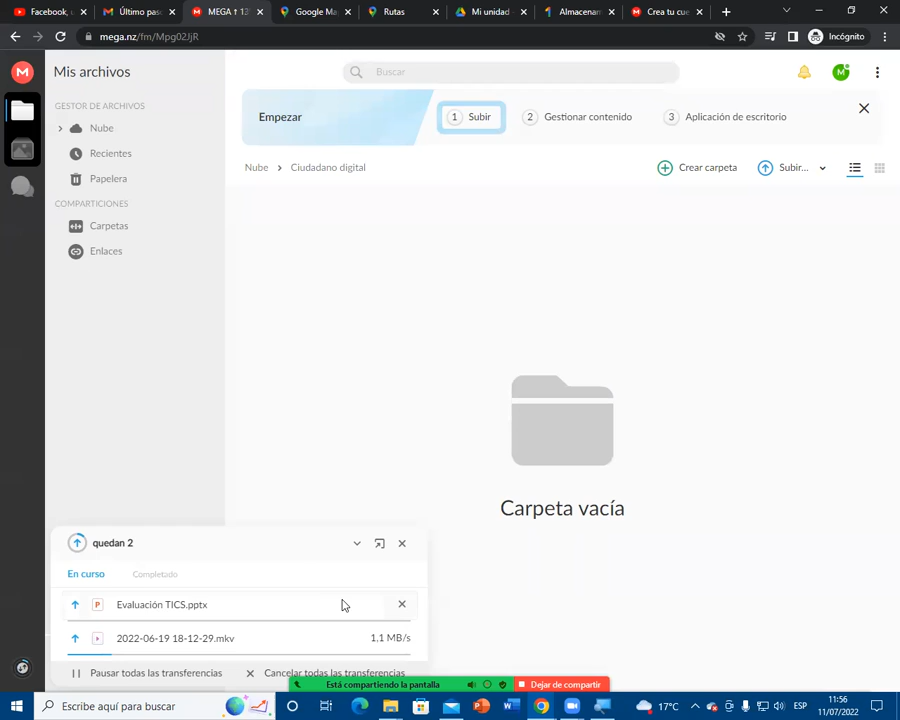 Facebook, u
Último paso
MEGA ↑ 13
Google Ma
Rutas
Mi unidad -
Almacenam
Crea tu cue
mega.nz/fm/Mpg02JjR
Incógnito
Mis archivos
Buscar
M
GESTOR DE ARCHIVOS
Nube
Recientes
Papelera
COMPARTICIONES
Carpetas
Enlaces
Empezar
1 Subir
2 Gestionar contenido
3 Aplicación de escritorio
Nube > Ciudadano digital
Crear carpeta
Subir...
Carpeta vacía
quedan 2
En curso
Completado
Evaluación TICS.pptx
2022-06-19 18-12-29.mkv
1.1 MB/s
Pausar todas las transferencias
Cancelar todas las transferencias
Está compartiendo la pantalla
Dejar de compartir
Escribe aquí para buscar
17°C
ESP
11:56
11/07/2022